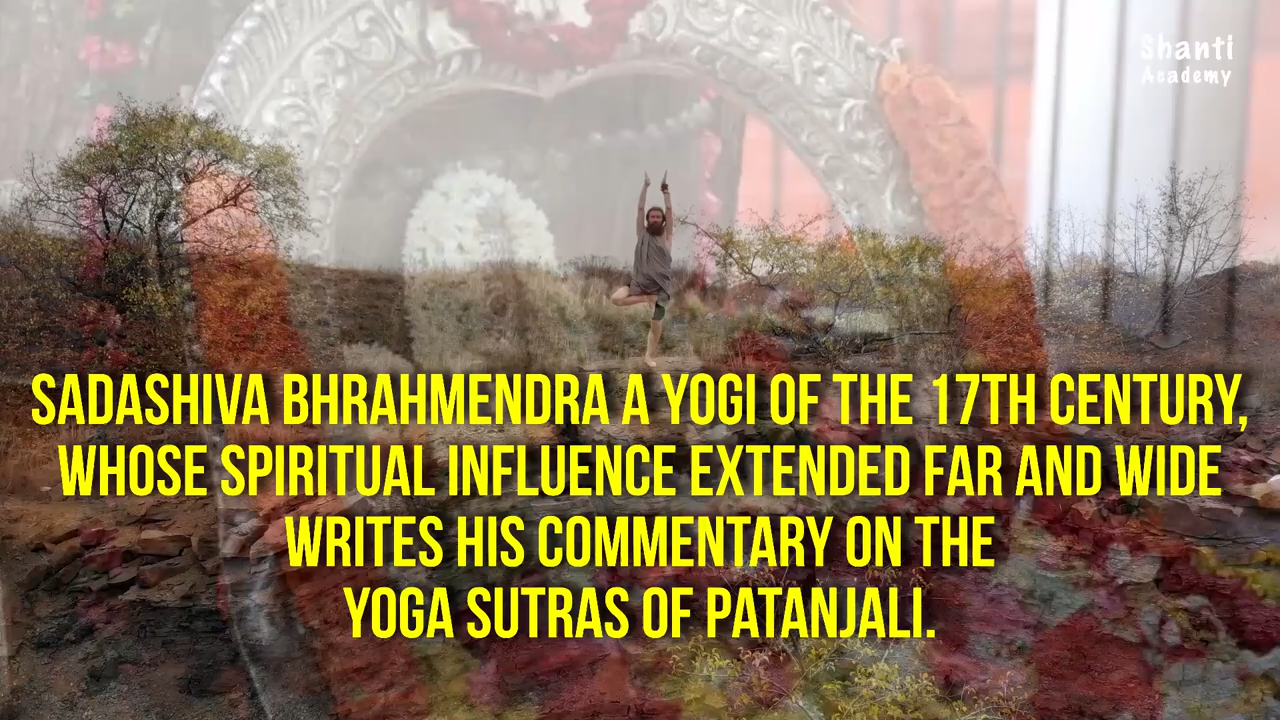 Shanti
Academy
SADASHIVA BHRAHMENDRA A YOGI OF THE 17TH CENTURY,
WHOSE SPIRITUAL INFLUENCE EXTENDED FAR AND WIDE
WRITES HIS COMMENTARY ON THE
YOGA SUTRAS OF PATANJALI.